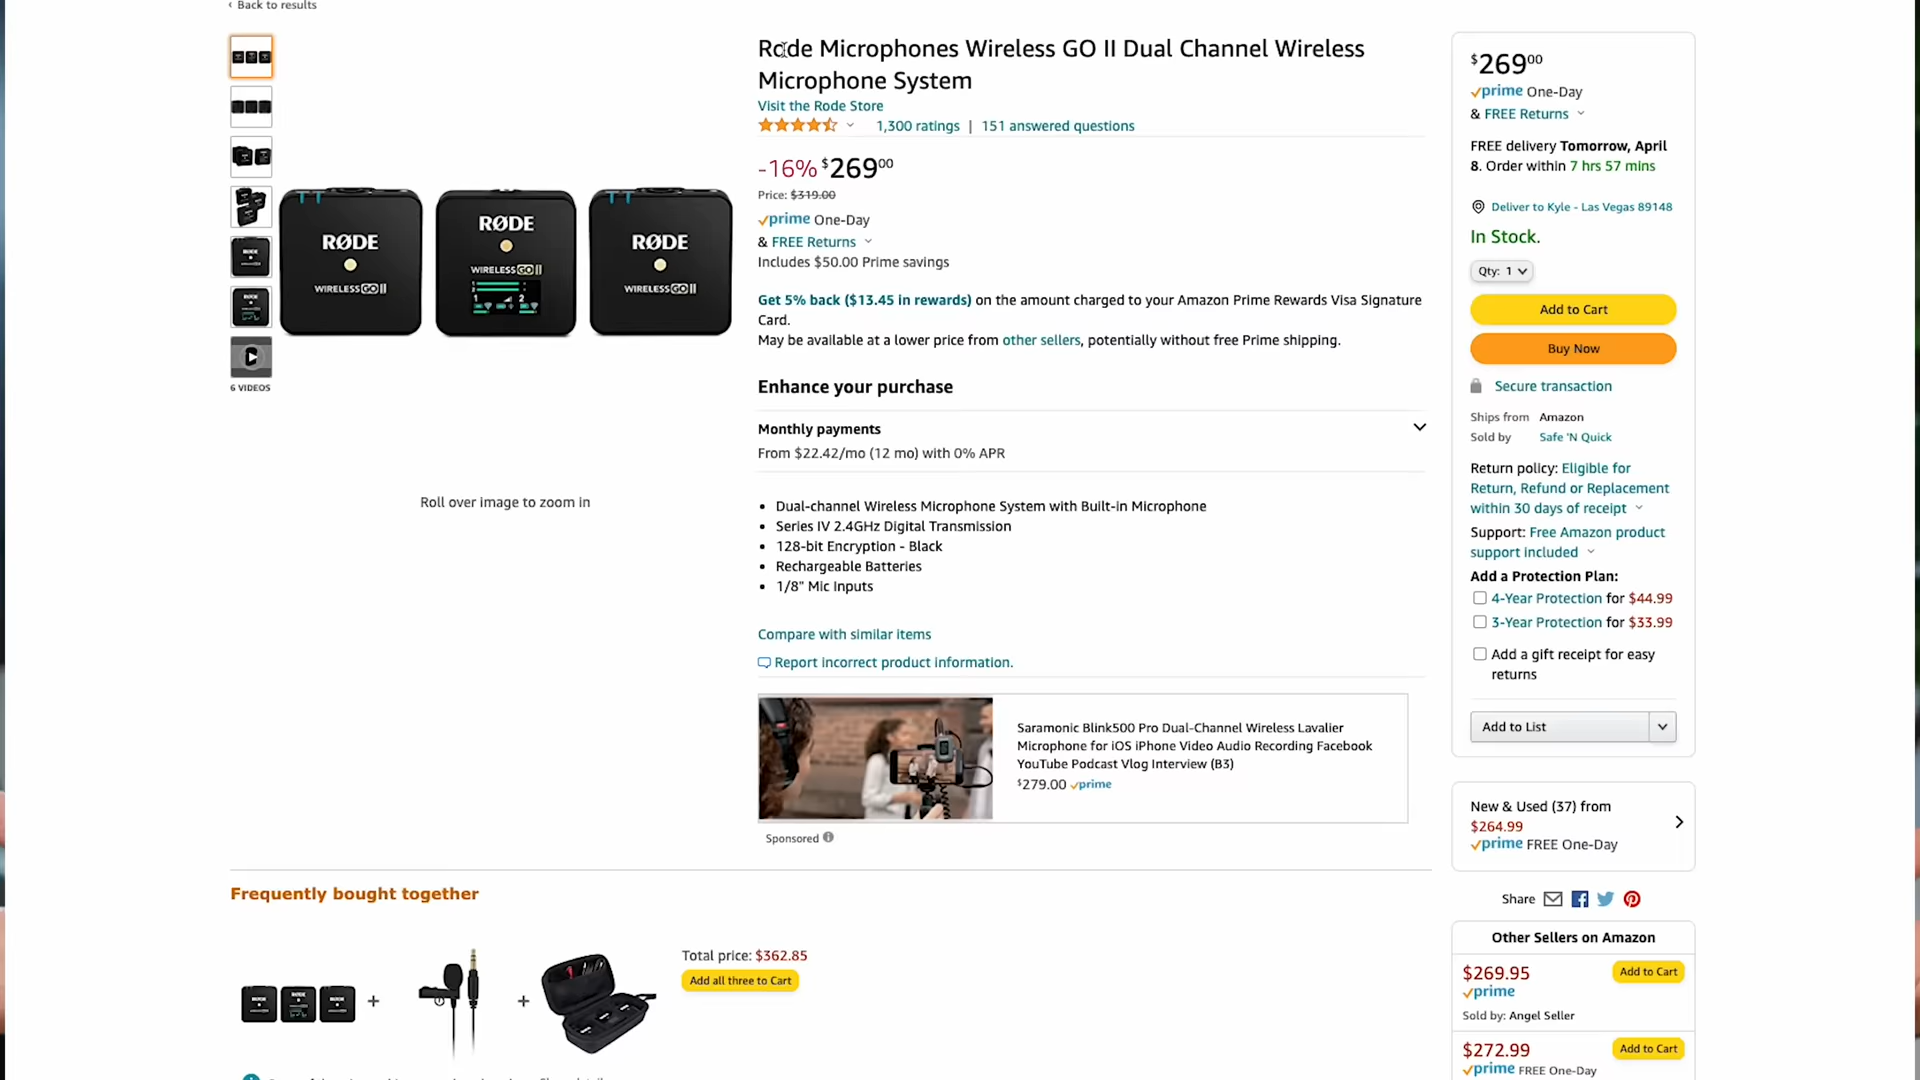 ‹ Back to results
6 VIDEOS
RØDE
WIRELESS GO II
RØDE
WIRELESS GO II
1 2
RØDE
WIRELESS GO II
Roll over image to zoom in
Rode Microphones Wireless GO II Dual Channel Wireless
Microphone System
Visit the Rode Store
1,300 ratings | 151 answered questions
-16% $26900
Price: $319.00
prime One-Day
& FREE Returns
Includes $50.00 Prime savings
Get 5% back ($13.45 in rewards) on the amount charged to your Amazon Prime Rewards Visa Signature
Card.
May be available at a lower price from other sellers, potentially without free Prime shipping.
Enhance your purchase
Monthly payments
From $22.42/mo (12 mo) with 0% APR
• Dual-channel Wireless Microphone System with Built-in Microphone
• Series IV 2.4GHz Digital Transmission
• 128-bit Encryption - Black
• Rechargeable Batteries
• 1/8" Mic Inputs
Compare with similar items
Report incorrect product information.
Saramonic Blink500 Pro Dual-Channel Wireless Lavalier
Microphone for iOS iPhone Video Audio Recording Facebook
YouTube Podcast Vlog Interview (B3)
$279.00 prime
Sponsored
$26900
prime One-Day
& FREE Returns
FREE delivery Tomorrow, April
8. Order within 7 hrs 57 mins
Deliver to Kyle - Las Vegas 89148
In Stock.
Qty: 1
Add to Cart
Buy Now
Secure transaction
Ships from Amazon
Sold by Safe 'N Quick
Return policy: Eligible for
Return, Refund or Replacement
within 30 days of receipt
Support: Free Amazon product
support included
Add a Protection Plan:
4-Year Protection for $44.99
3-Year Protection for $33.99
Add a gift receipt for easy
returns
Add to List
New & Used (37) from
$264.99
prime FREE One-Day
Share
Other Sellers on Amazon
$269.95
Add to Cart
prime
Sold by: Angel Seller
$272.99
Add to Cart
prime FREE One-Day
Frequently bought together
RØDE RØDE RØDE
+ +
Total price: $362.85
Add all three to Cart